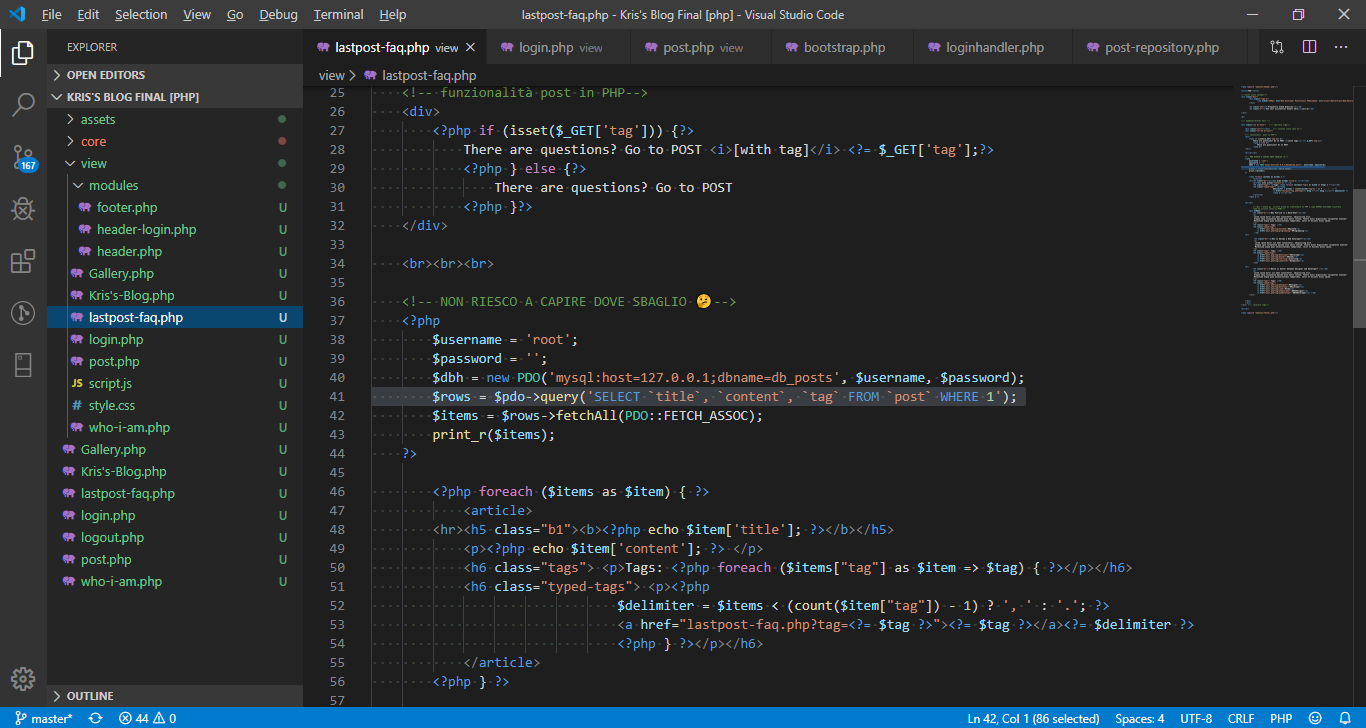 File Edit Selection View Go Debug Terminal Help lastpost-faq.php - Kris's Blog Final [php] - Visual Studio Code
EXPLORER
OPEN EDITORS
KRIS'S BLOG FINAL [PHP]
assets
core
view
modules
footer.php U
header-login.php U
header.php U
Gallery.php U
Kris's-Blog.php U
lastpost-faq.php U
login.php U
post.php U
JS script.js U
# style.css U
who-i-am.php U
Gallery.php U
Kris's-Blog.php U
lastpost-faq.php U
login.php U
logout.php U
post.php U
who-i-am.php U
OUTLINE
167
lastpost-faq.php view login.php view post.php view bootstrap.php loginhandler.php post-repository.php
view > lastpost-faq.php
25 <!-- funzionalità post in PHP-->
26 <div>
27 <?php if (isset($_GET['tag'])) {?>
28 There are questions? Go to POST <i>[with tag]</i> <?= $_GET['tag'];?>
29 <?php } else {?>
30 There are questions? Go to POST
31 <?php }?>
32 </div>
33
34 <br><br><br>
35
36 <!-- NON RIESCO A CAPIRE DOVE SBAGLIO 🤔-->
37 <?php
38 $username = 'root';
39 $password = '';
40 $dbh = new PDO('mysql:host=127.0.0.1;dbname=db_posts', $username, $password);
41 $rows = $pdo->query('SELECT `title`, `content`, `tag` FROM `post` WHERE 1');
42 $items = $rows->fetchAll(PDO::FETCH_ASSOC);
43 print_r($items);
44 ?>
45
46 <?php foreach ($items as $item) { ?>
47 <article>
48 <hr><h5 class="b1"><b><?php echo $item['title']; ?></b></h5>
49 <p><?php echo $item['content']; ?> </p>
50 <h6 class="tags"> <p>Tags: <?php foreach ($items["tag"] as $item => $tag) { ?></p></h6>
51 <h6 class="typed-tags"> <p><?php
52 $delimiter = $items < (count($item["tag"]) - 1) ? ', ' : '.'; ?>
53 <a href="lastpost-faq.php?tag=<?= $tag ?>"><?= $tag ?></a><?= $delimiter ?>
54 <?php } ?></p></h6>
55 </article>
56 <?php } ?>
57
master* 44 0 Ln 42, Col 1 (86 selected) Spaces: 4 UTF-8 CRLF PHP